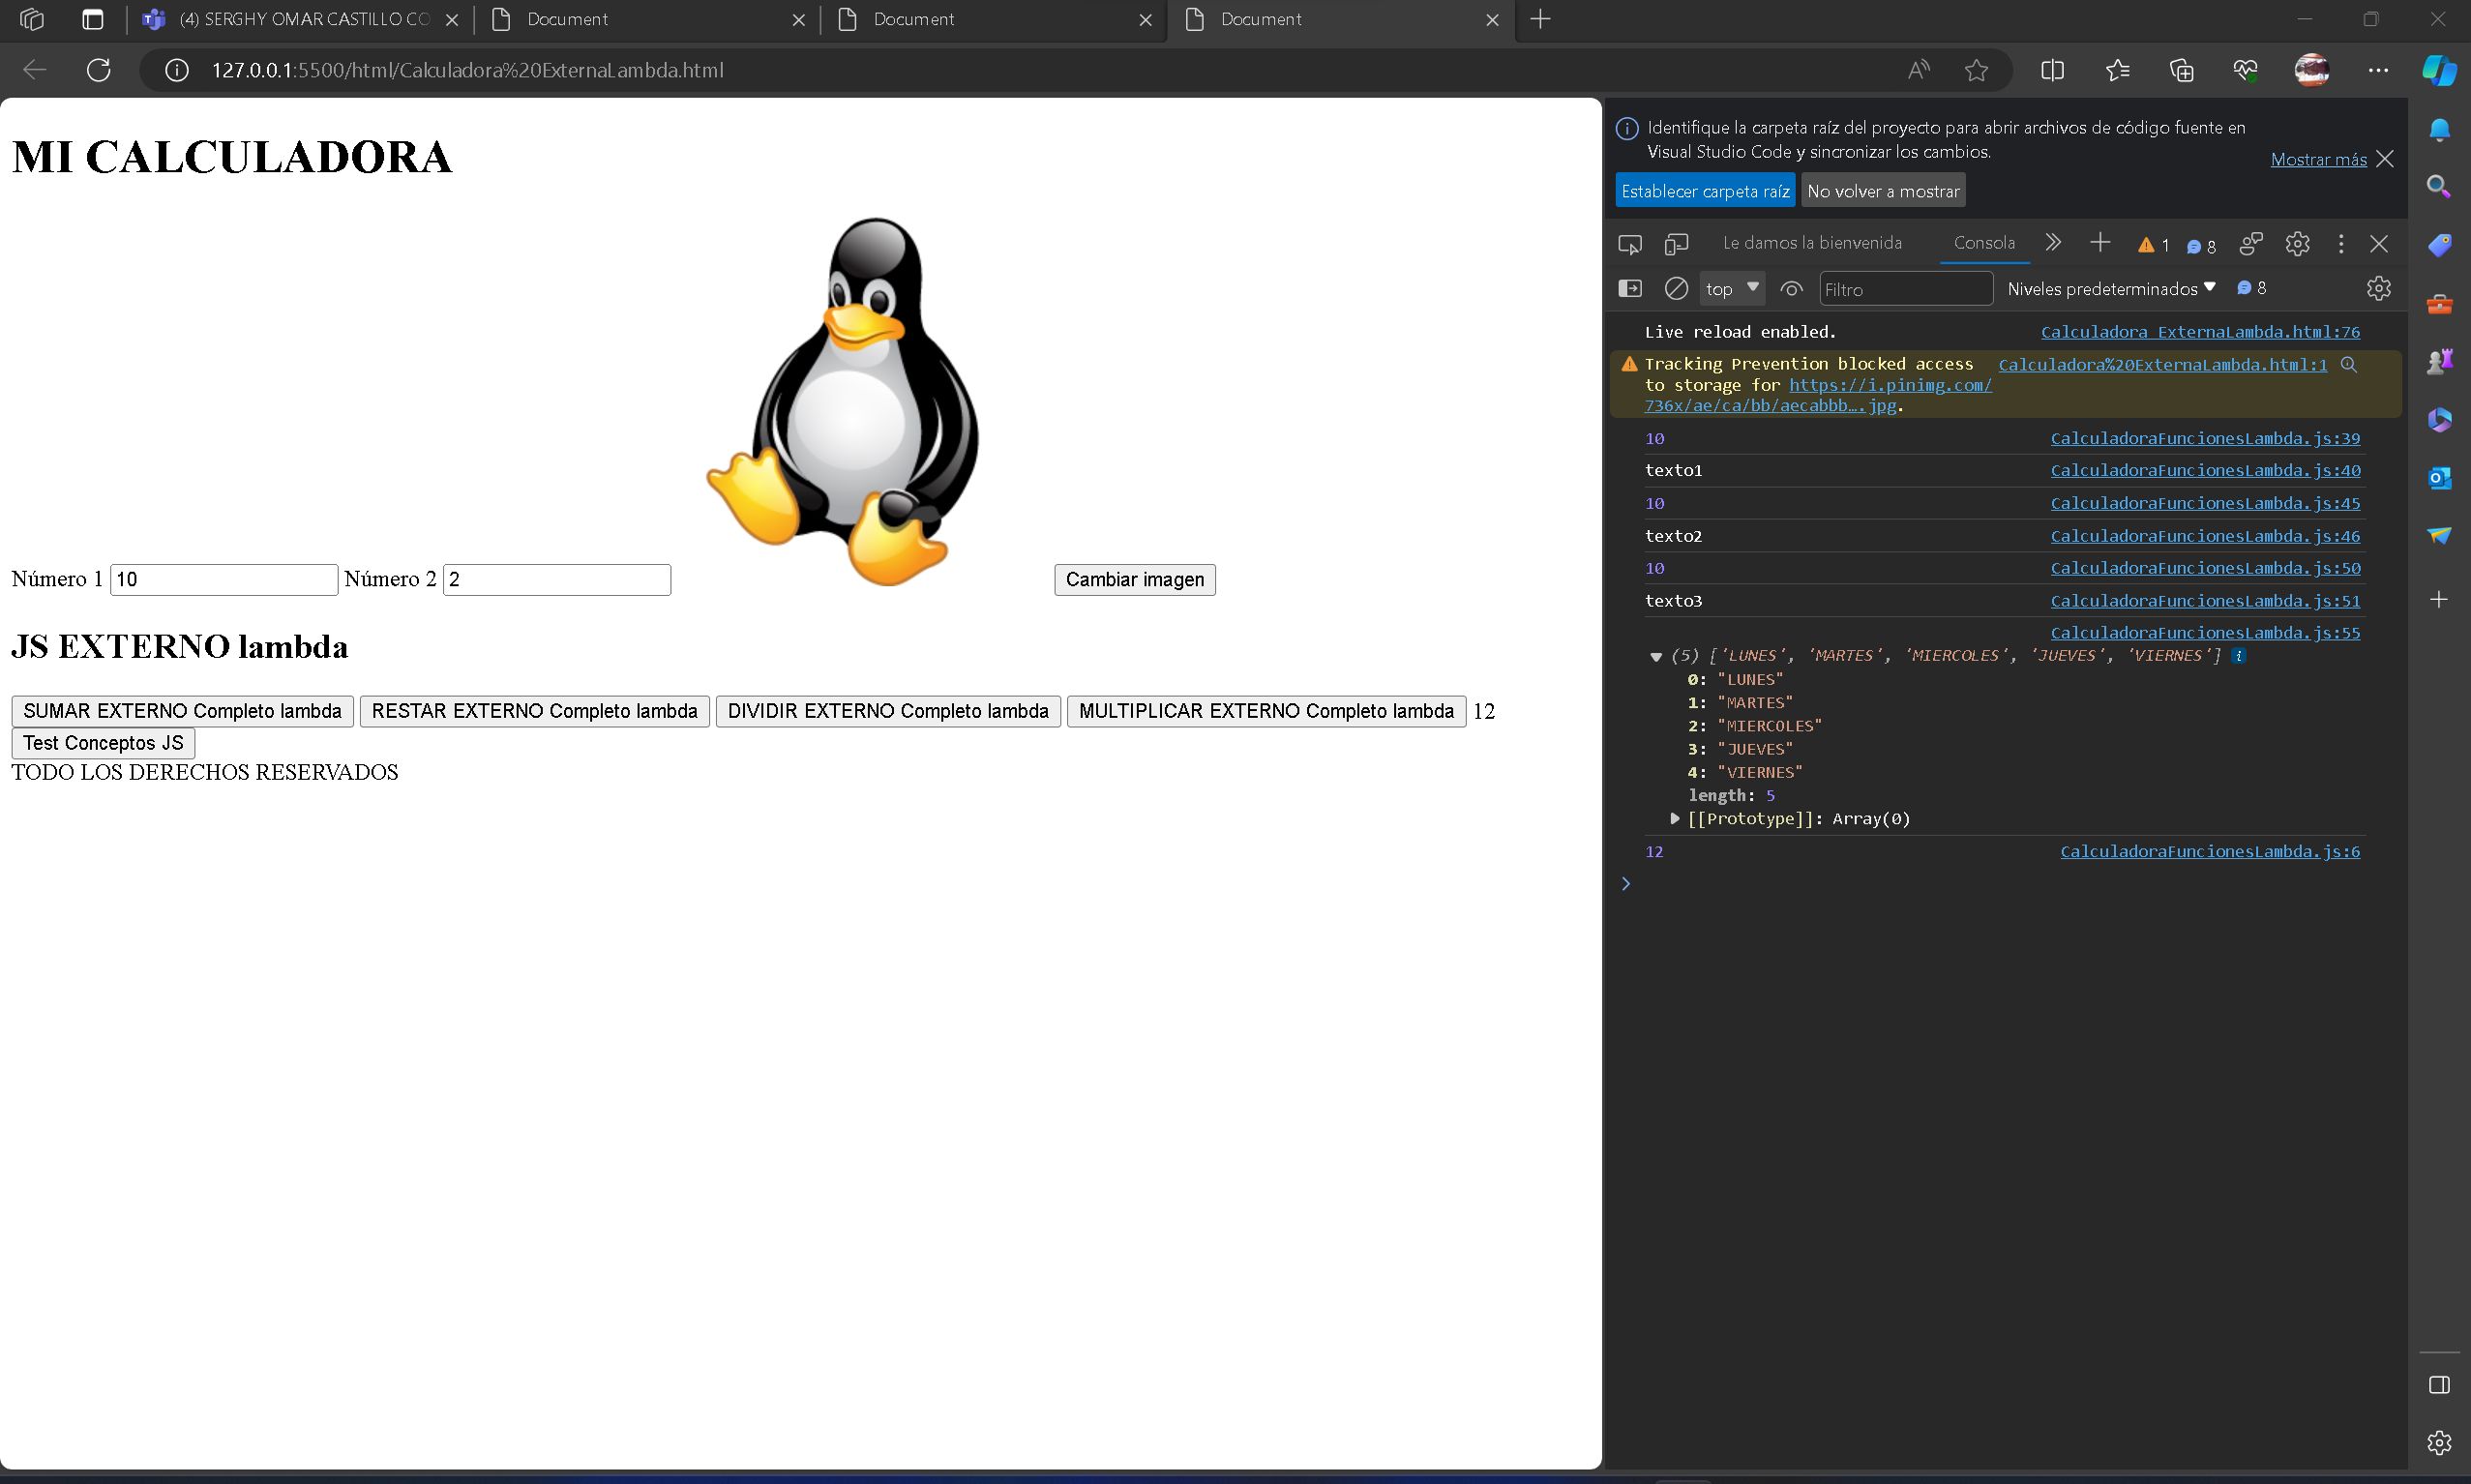 (4) SERGHY OMAR CASTILLO CO
Document
Document
Document
127.0.0.1:5500/html/Calculadora%20ExternaLambda.html
MI CALCULADORA
Número 1 10 Número 2 2 Cambiar imagen
JS EXTERNO lambda
SUMAR EXTERNO Completo lambda RESTAR EXTERNO Completo lambda DIVIDIR EXTERNO Completo lambda MULTIPLICAR EXTERNO Completo lambda 12
Test Conceptos JS
TODO LOS DERECHOS RESERVADOS
Identifique la carpeta raíz del proyecto para abrir archivos de código fuente en
Visual Studio Code y sincronizar los cambios.
Mostrar más
Establecer carpeta raíz No volver a mostrar
Le damos la bienvenida Consola 1 8
top Filtro Niveles predeterminados 8
Live reload enabled. Calculadora ExternaLambda.html:76
Tracking Prevention blocked access Calculadora%20ExternaLambda.html:1
to storage for https://i.pinimg.com/
736x/ae/ca/bb/aecabbb….jpg.
10 CalculadoraFuncionesLambda.js:39
texto1 CalculadoraFuncionesLambda.js:40
10 CalculadoraFuncionesLambda.js:45
texto2 CalculadoraFuncionesLambda.js:46
10 CalculadoraFuncionesLambda.js:50
texto3 CalculadoraFuncionesLambda.js:51
CalculadoraFuncionesLambda.js:55
(5) ['LUNES', 'MARTES', 'MIERCOLES', 'JUEVES', 'VIERNES']
0: "LUNES"
1: "MARTES"
2: "MIERCOLES"
3: "JUEVES"
4: "VIERNES"
length: 5
[[Prototype]]: Array(0)
12 CalculadoraFuncionesLambda.js:6